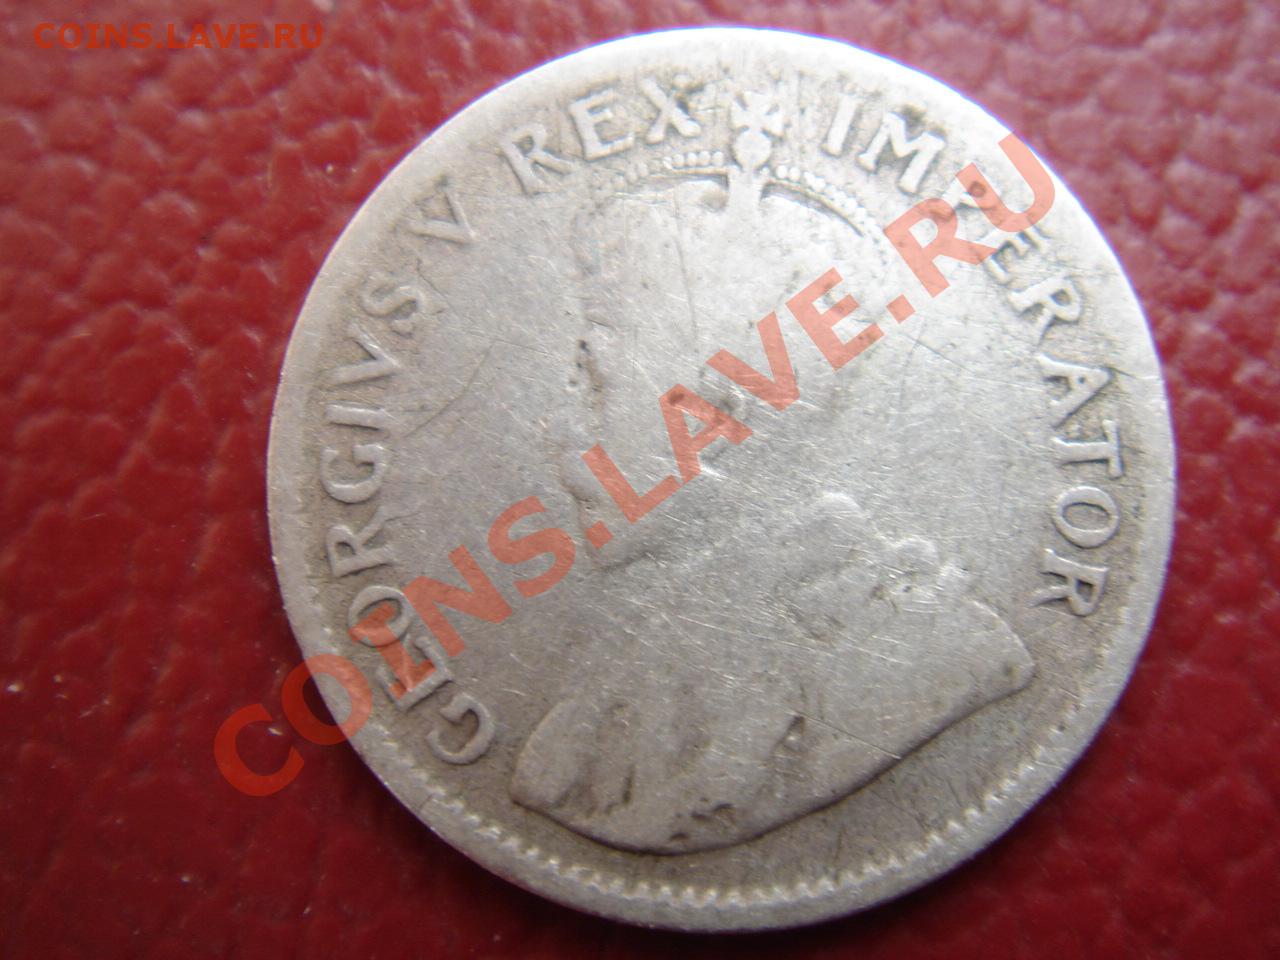 COINS.LAVE.RU
GEORGIVS V REX IMPERATOR
COINS.LAVE.RU